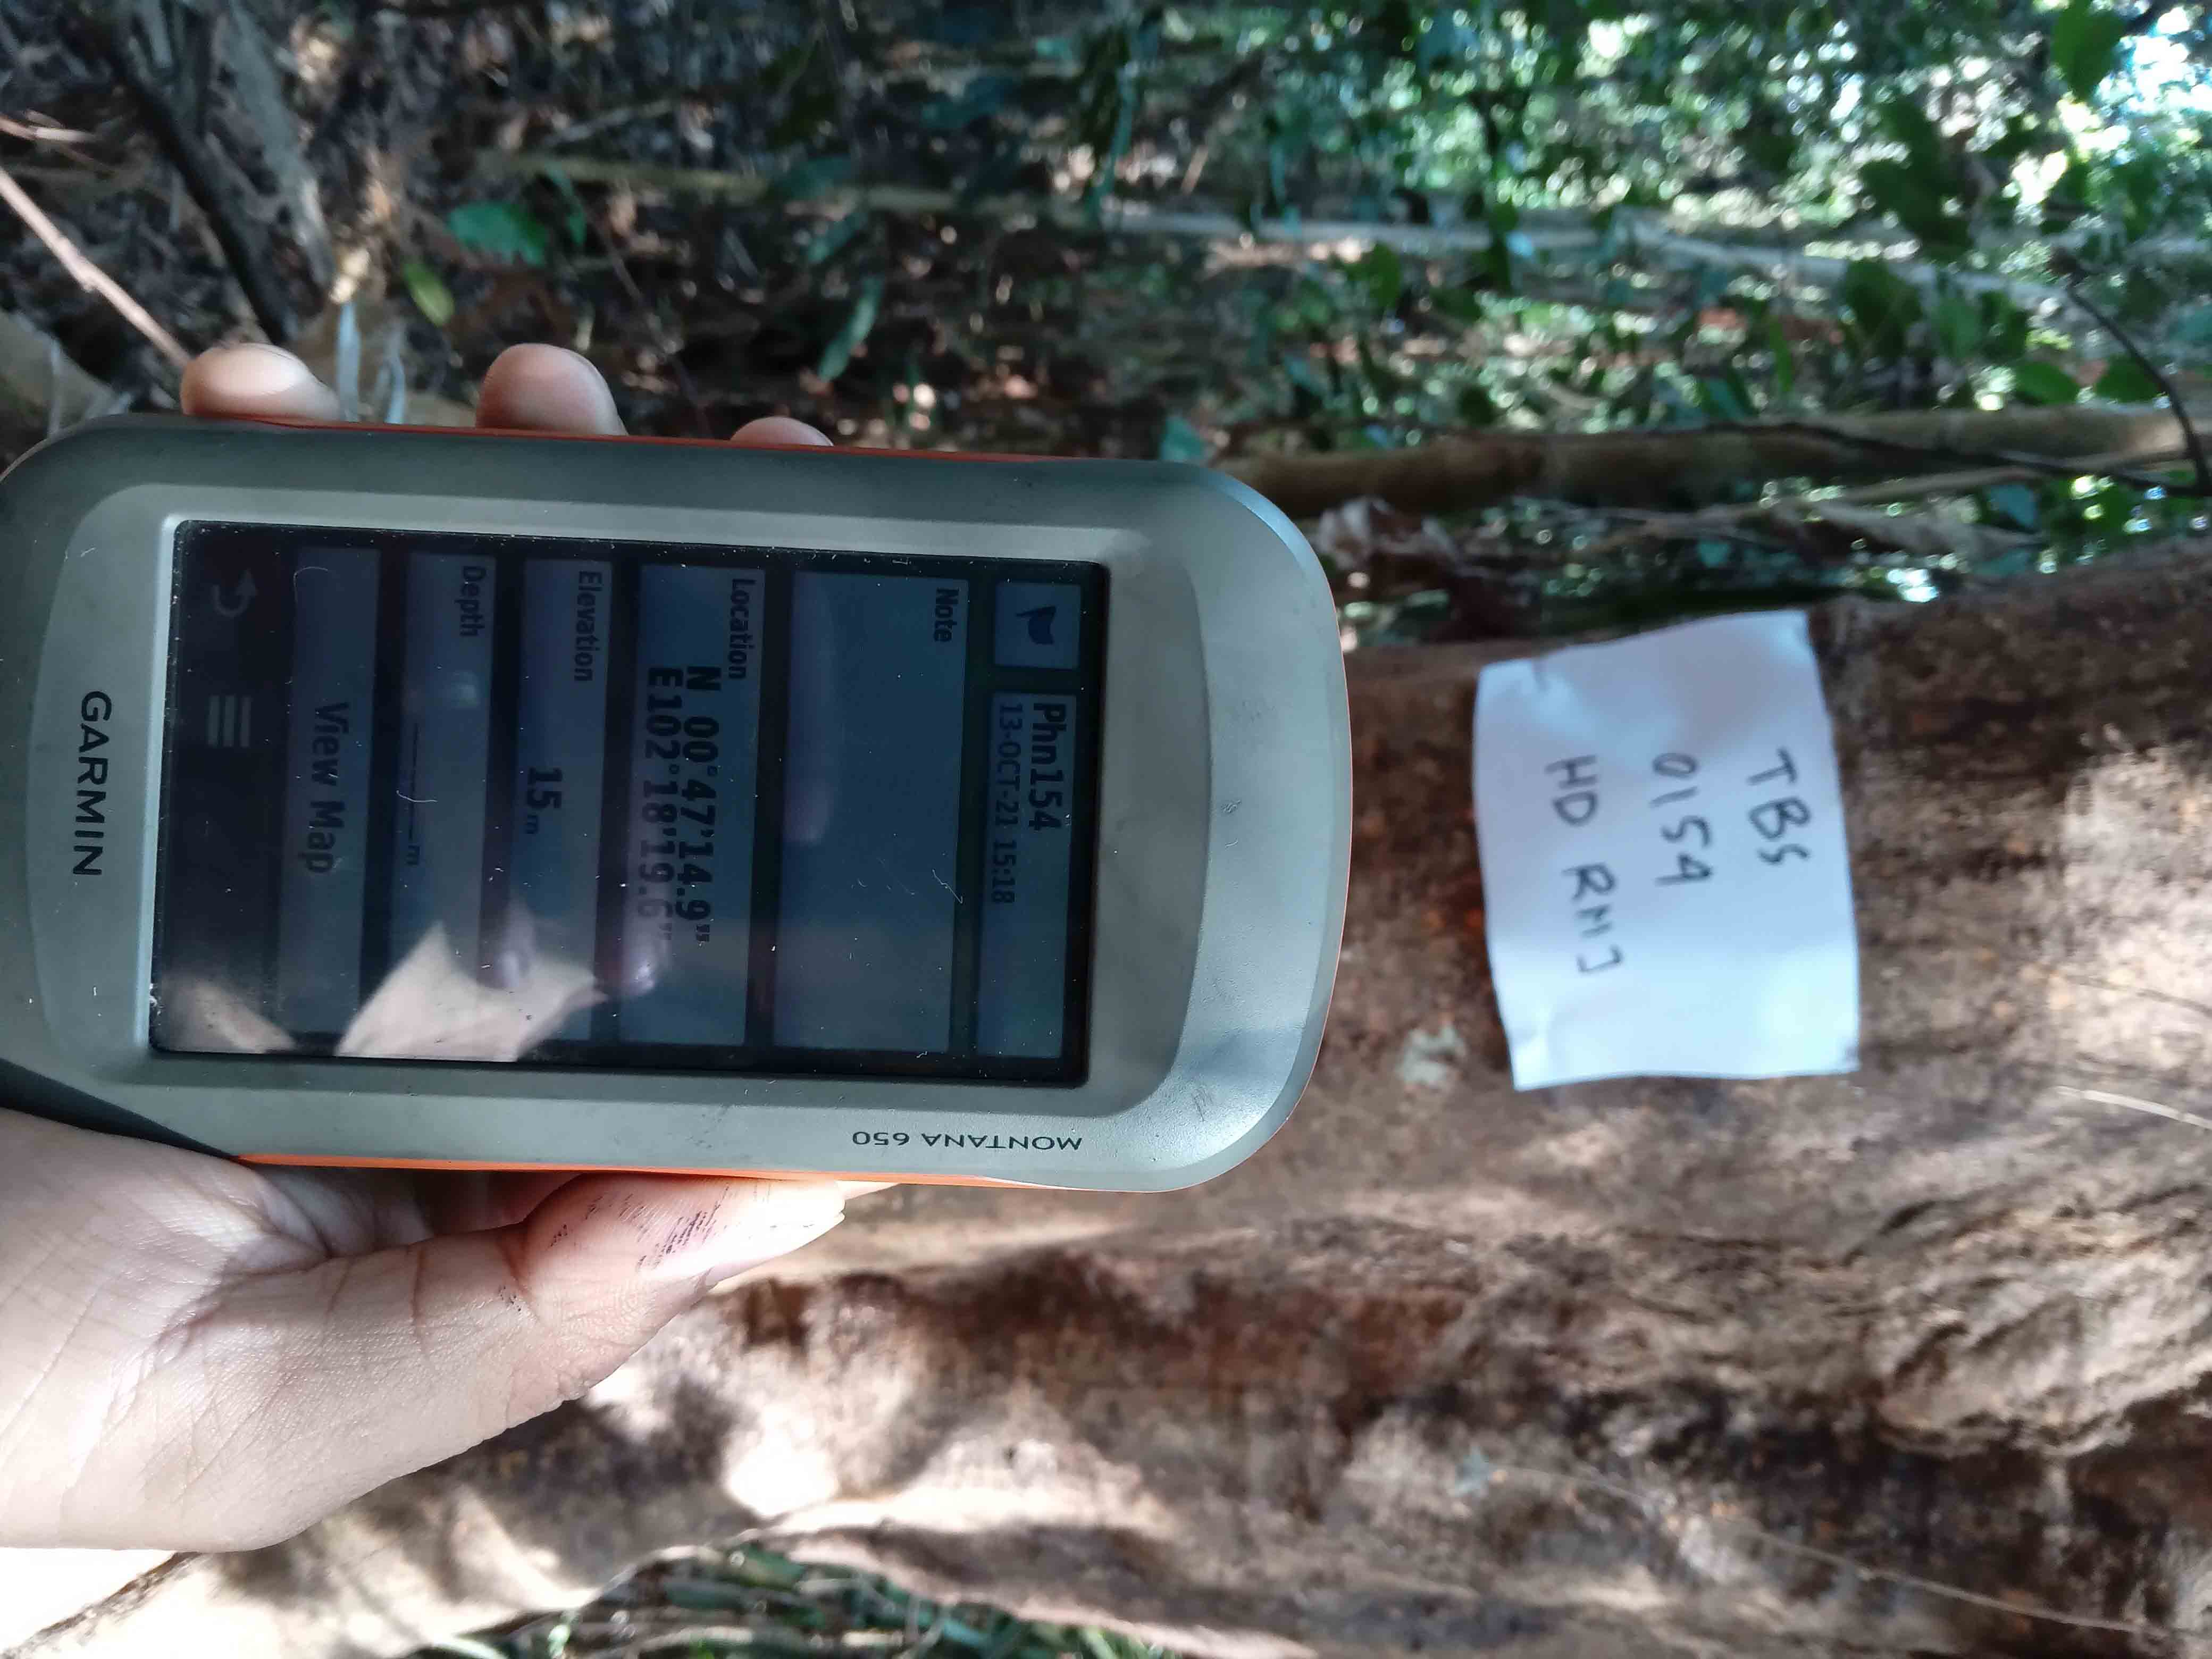 TBS
0154
HD RMJ
MONTANA 650
Phn154
13-OCT-21 15:18
Note
Location
N 00°47'14.9"
E102°18'19.6"
Elevation
15m
Depth
_____m
View Map
GARMIN